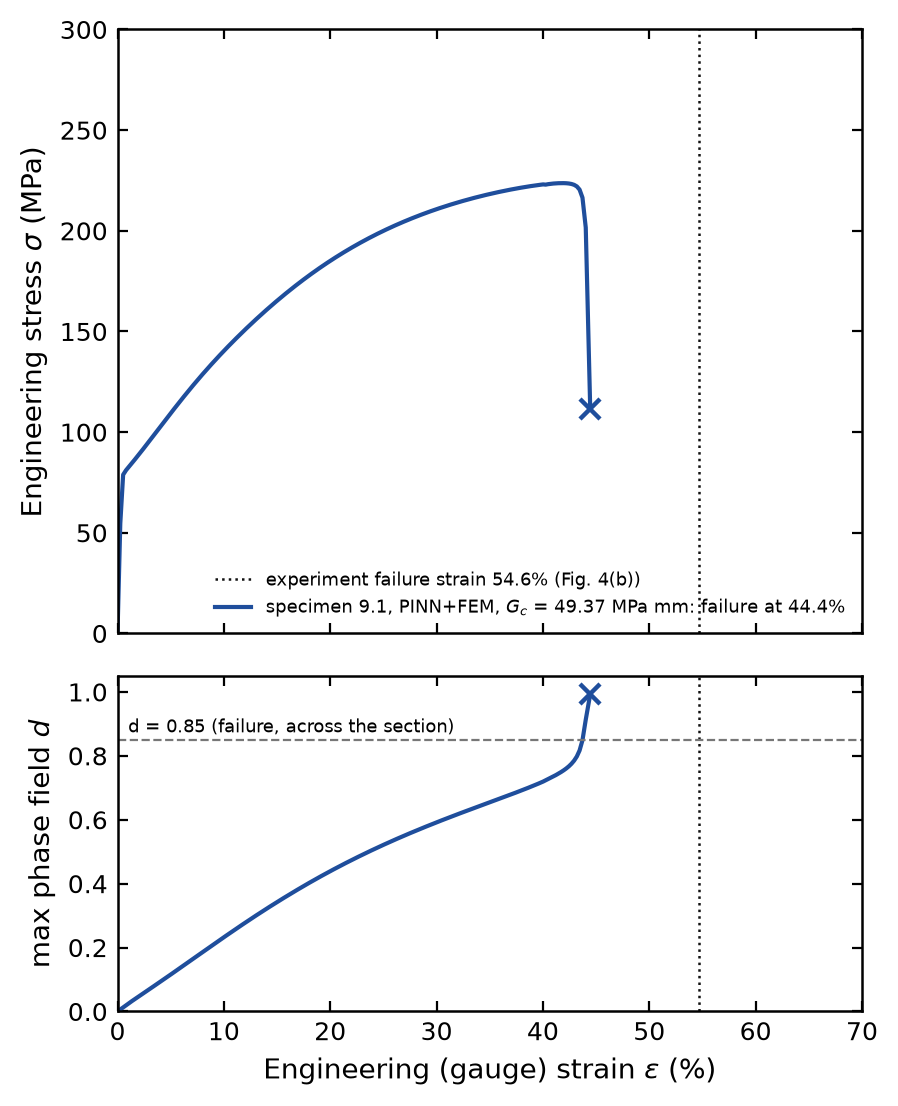 300
250
200
150
100
50
0
Engineering stress σ (MPa)
experiment failure strain 54.6% (Fig. 4(b))
specimen 9.1, PINN+FEM, G_c = 49.37 MPa mm: failure at 44.4%
1.0
0.8
0.6
0.4
0.2
0.0
max phase field d
d = 0.85 (failure, across the section)
0 10 20 30 40 50 60 70
Engineering (gauge) strain ε (%)